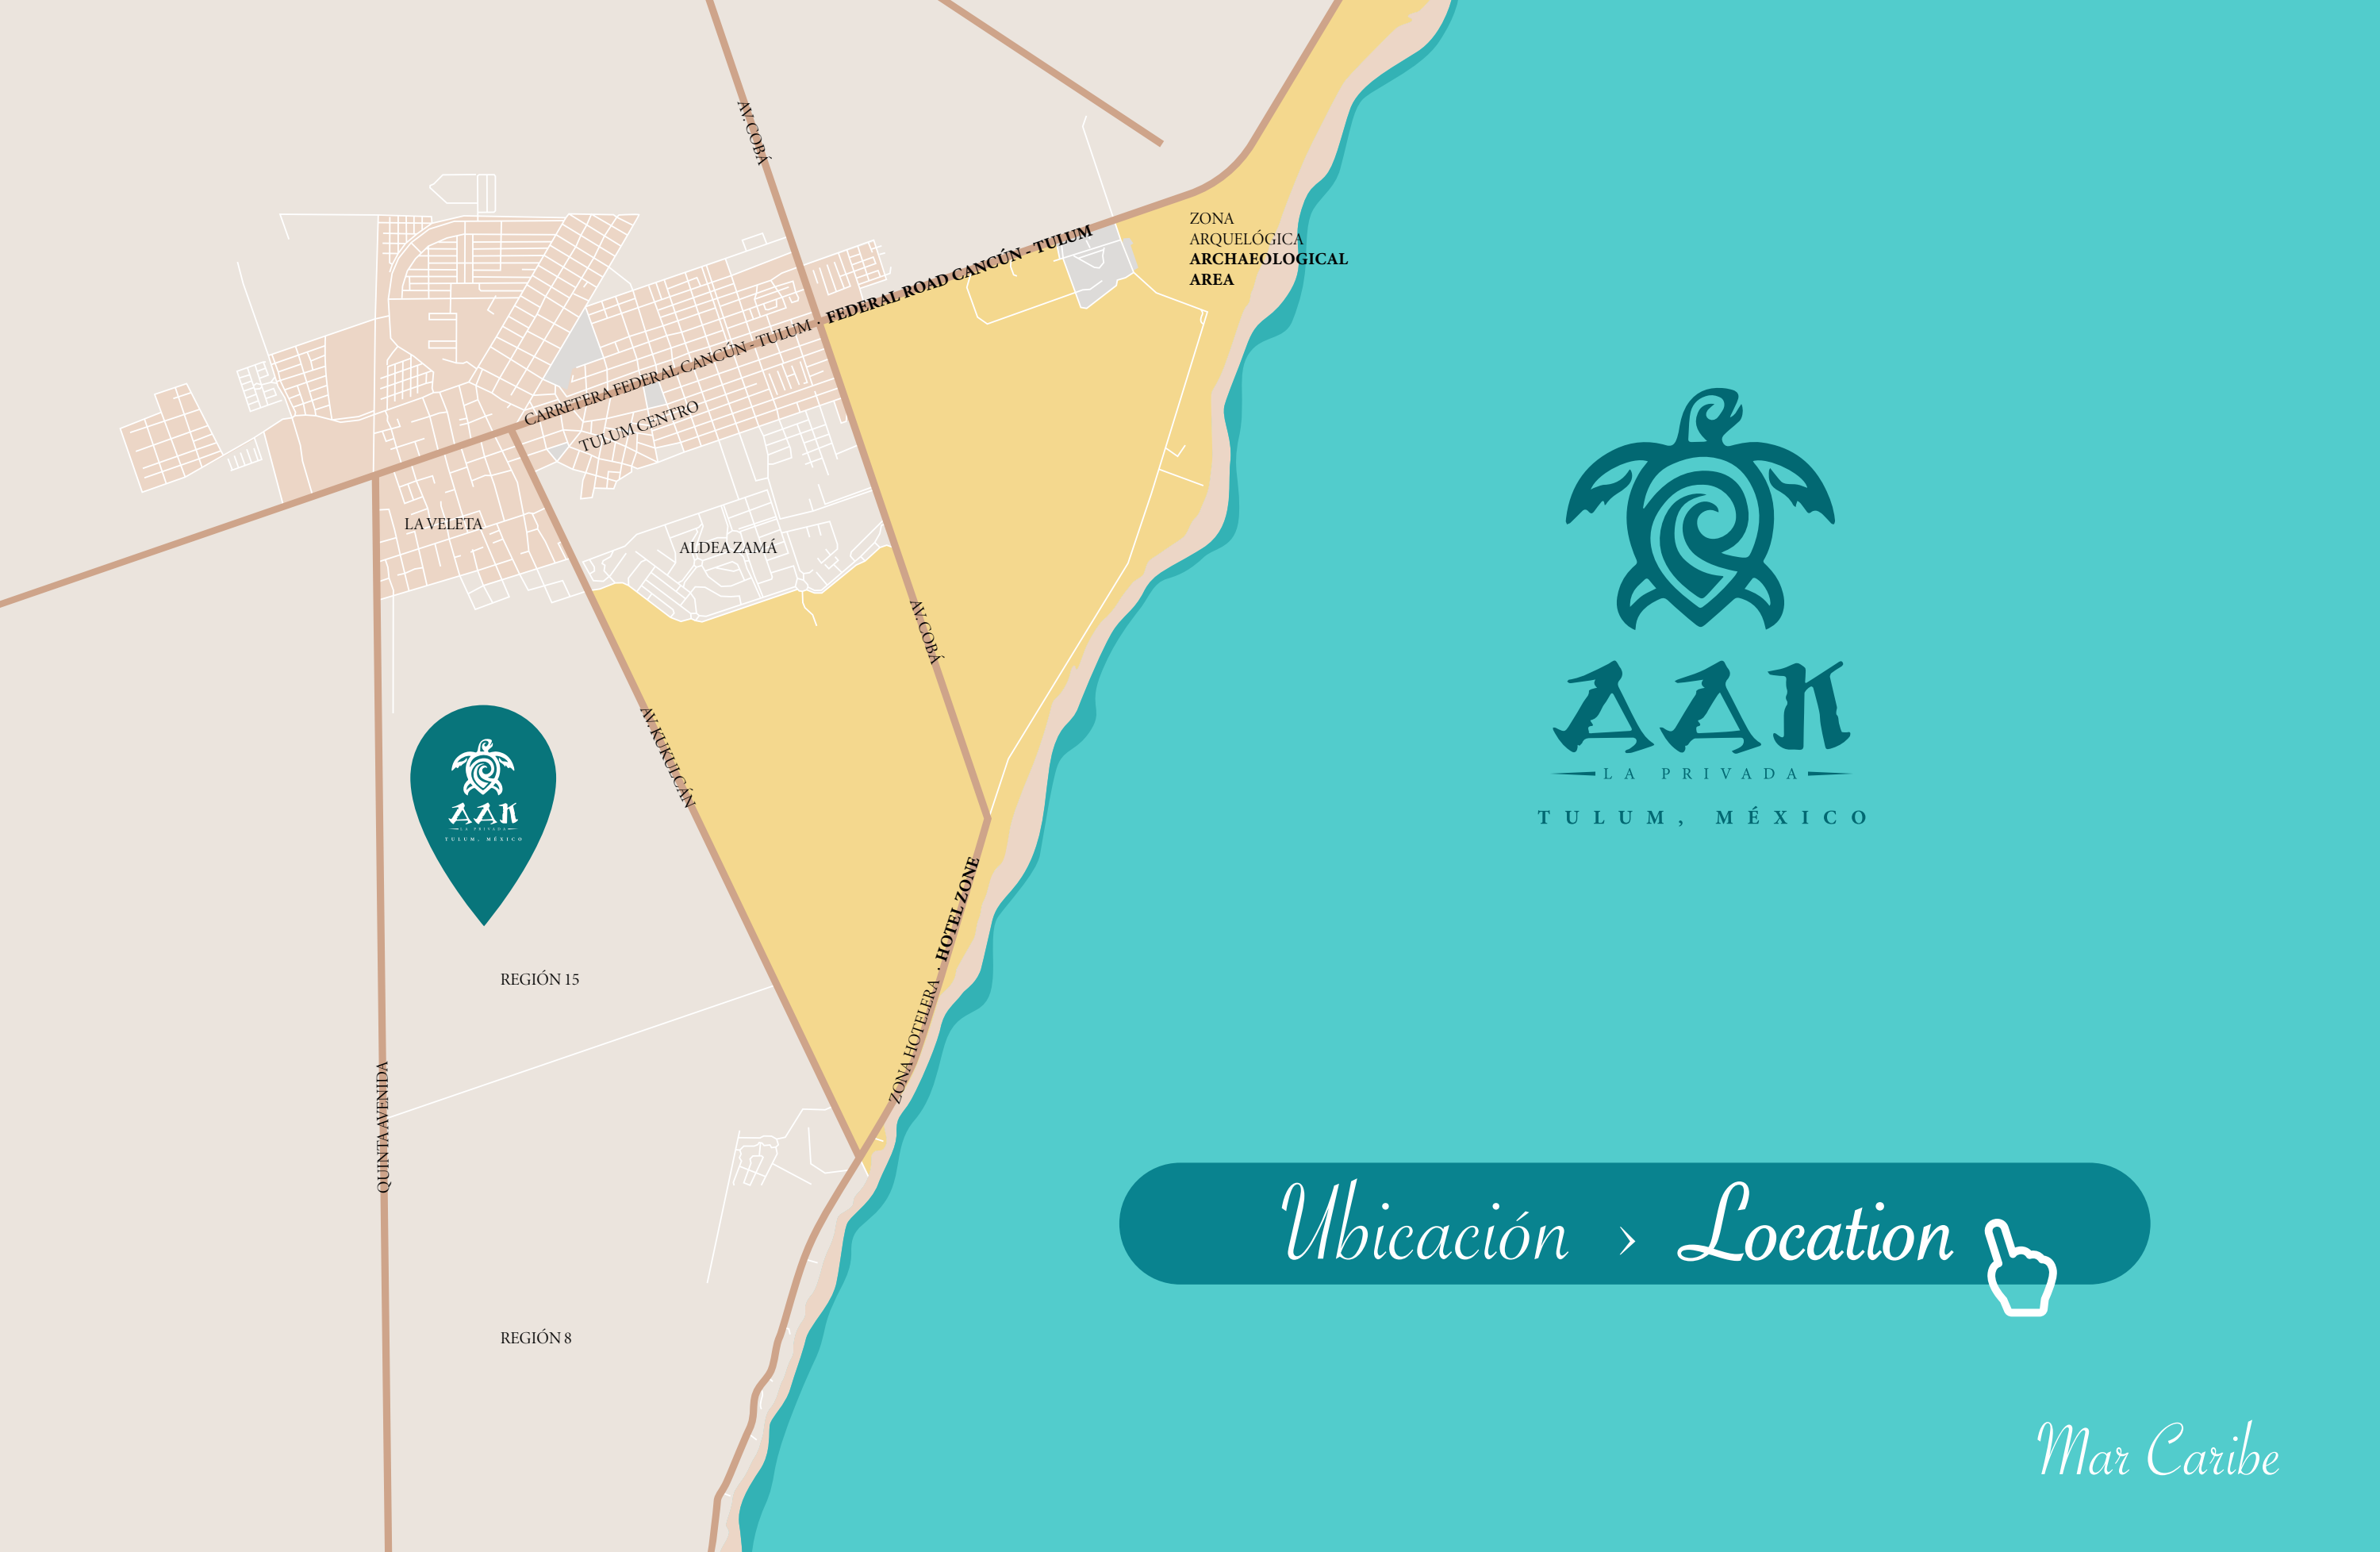 AV. COBÁ
ZONA
ARQUELÓGICA
ARCHAEOLOGICAL
AREA
CARRETERA FEDERAL CANCÚN - TULUM · FEDERAL ROAD CANCÚN - TULUM
TULUM CENTRO
LA VELETA
ALDEA ZAMÁ
AV. COBÁ
AV. KUKULCÁN
AAK
LA PRIVADA
TULUM, MÉXICO
AAK
LA PRIVADA
TULUM, MÉXICO
ZONA HOTELERA · HOTEL ZONE
REGIÓN 15
QUINTA AVENIDA
Ubicación > Location
REGIÓN 8
Mar Caribe